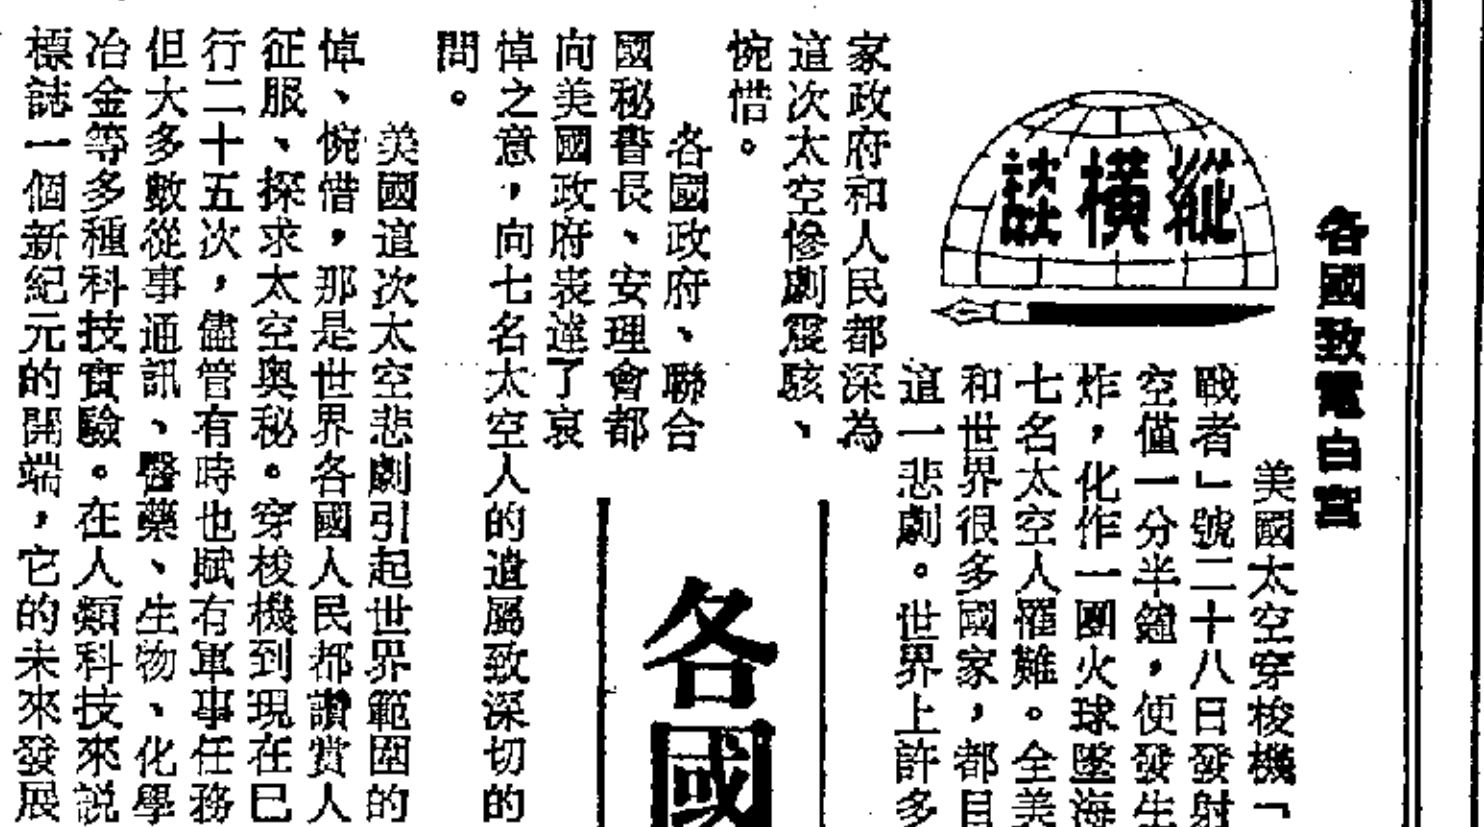 各國致電白宮
縱橫談
美國太空穿梭機「
戰者」號二十八日發射
空僅一分半鐘，便發生
炸，化作一團火球墜海
七名太空人罹難。全美
和世界很多國家，都目
這一悲劇。世界上許多
家政府和人民都深為
這次太空慘劇震駭、
惋惜。
各國政府、聯合
國秘書長、安理會都
向美國政府表達了哀
悼之意，向七名太空人的遺屬致深切的
問。
各國
美國這次太空悲劇引起世界範圍的
悼、惋惜，那是世界各國人民都讚賞人
征服、探求太空奧秘。穿梭機到現在已
行二十五次，儘管有時也賦有軍事任務
但大多數從事通訊、醫藥、生物、化學
冶金等多種科技實驗。在人類科技來說
標誌一個新紀元的開端，它的未來發展